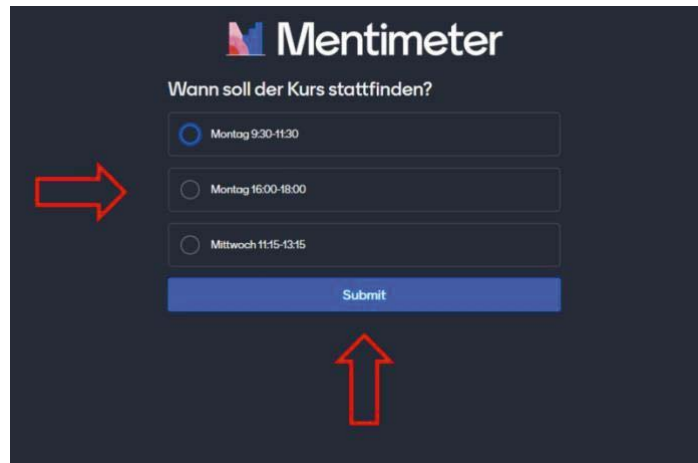 Mentimeter
Wann soll der Kurs stattfinden?
Montag 9:30-11:30
Montag 16:00-18:00
Mittwoch 11:15-13:15
Submit